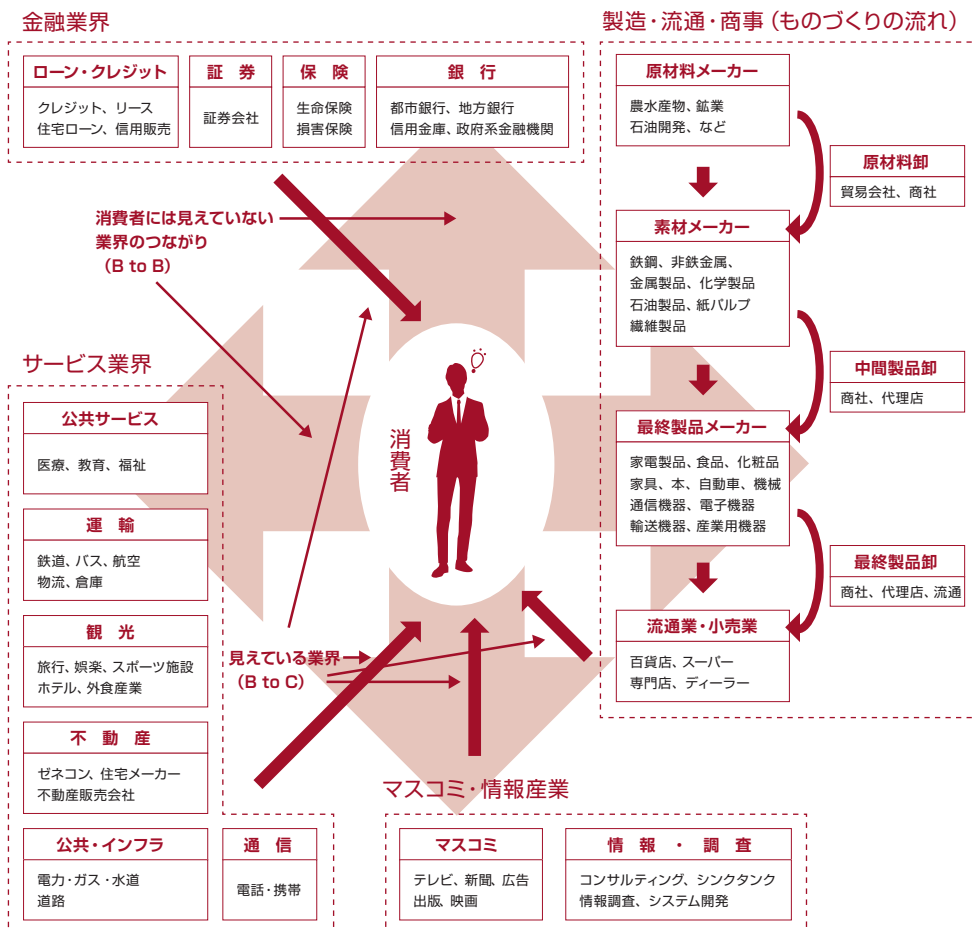 金融業界
ローン・クレジット
クレジット、リース
住宅ローン、信用販売
証 券
証券会社
保 険
生命保険
損害保険
銀 行
都市銀行、地方銀行
信用金庫、政府系金融機関
製造・流通・商事（ものづくりの流れ）
原材料メーカー
農水産物、鉱業
石油開発、など
原材料卸
貿易会社、商社
素材メーカー
鉄鋼、非鉄金属、
金属製品、化学製品
石油製品、紙パルプ
繊維製品
中間製品卸
商社、代理店
最終製品メーカー
家電製品、食品、化粧品
家具、本、自動車、機械
通信機器、電子機器
輸送機器、産業用機器
最終製品卸
商社、代理店、流通
流通業・小売業
百貨店、スーパー
専門店、ディーラー
消費者には見えていない
業界のつながり
（B to B）
消費者
見えている業界
（B to C）
サービス業界
公共サービス
医療、教育、福祉
運 輸
鉄道、バス、航空
物流、倉庫
観 光
旅行、娯楽、スポーツ施設
ホテル、外食産業
不 動 産
ゼネコン、住宅メーカー
不動産販売会社
公共・インフラ
電力・ガス・水道
道路
通 信
電話・携帯
マスコミ・情報産業
マスコミ
テレビ、新聞、広告
出版、映画
情 報 ・ 調 査
コンサルティング、シンクタンク
情報調査、システム開発